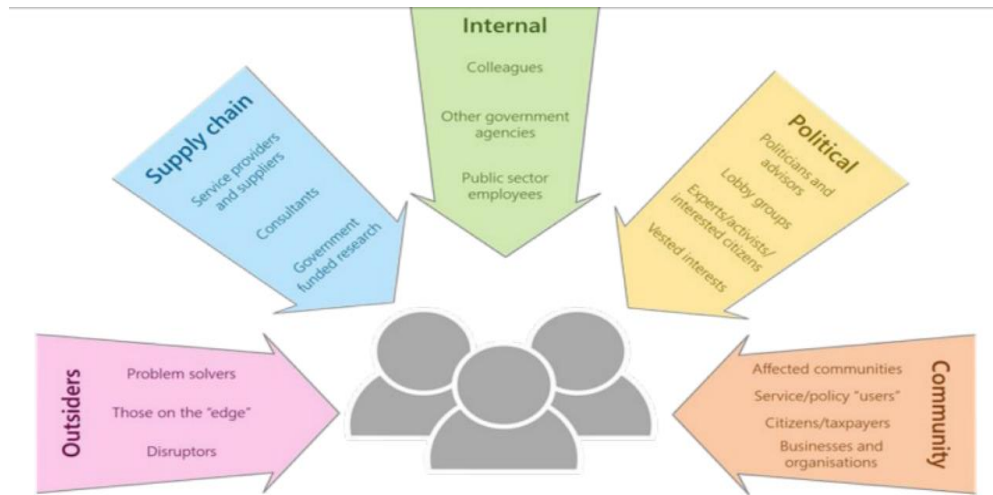 Internal
Colleagues
Other government
agencies
Public sector
employees
Supply chain
Service providers
and suppliers
Consultants
Government
funded research
Political
Politicians and
advisors
Lobby groups
Experts/activists/
interested citizens
Vested interests
Outsiders
Problem solvers
Those on the "edge"
Disruptors
Community
Affected communities
Service/policy "users"
Citizens/taxpayers
Businesses and
organisations